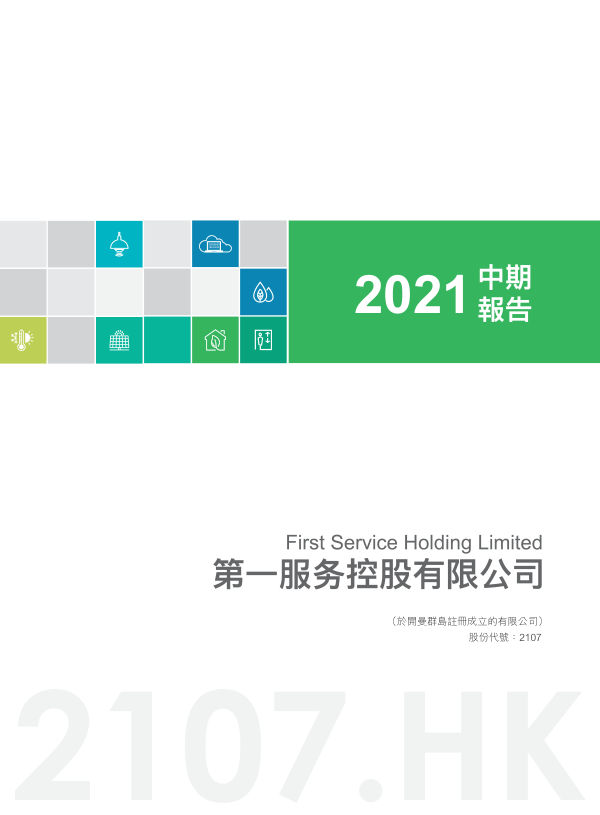 2021 中期
報告
First Service Holding Limited
第一服务控股有限公司
（於開曼群島註冊成立的有限公司）
股份代號：2107
2107.HK